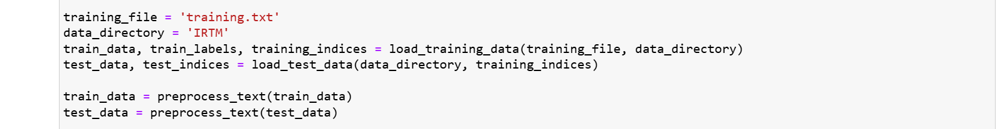 training_file = 'training.txt'
data_directory = 'IRTM'
train_data, train_labels, training_indices = load_training_data(training_file, data_directory)
test_data, test_indices = load_test_data(data_directory, training_indices)
train_data = preprocess_text(train_data)
test_data = preprocess_text(test_data)